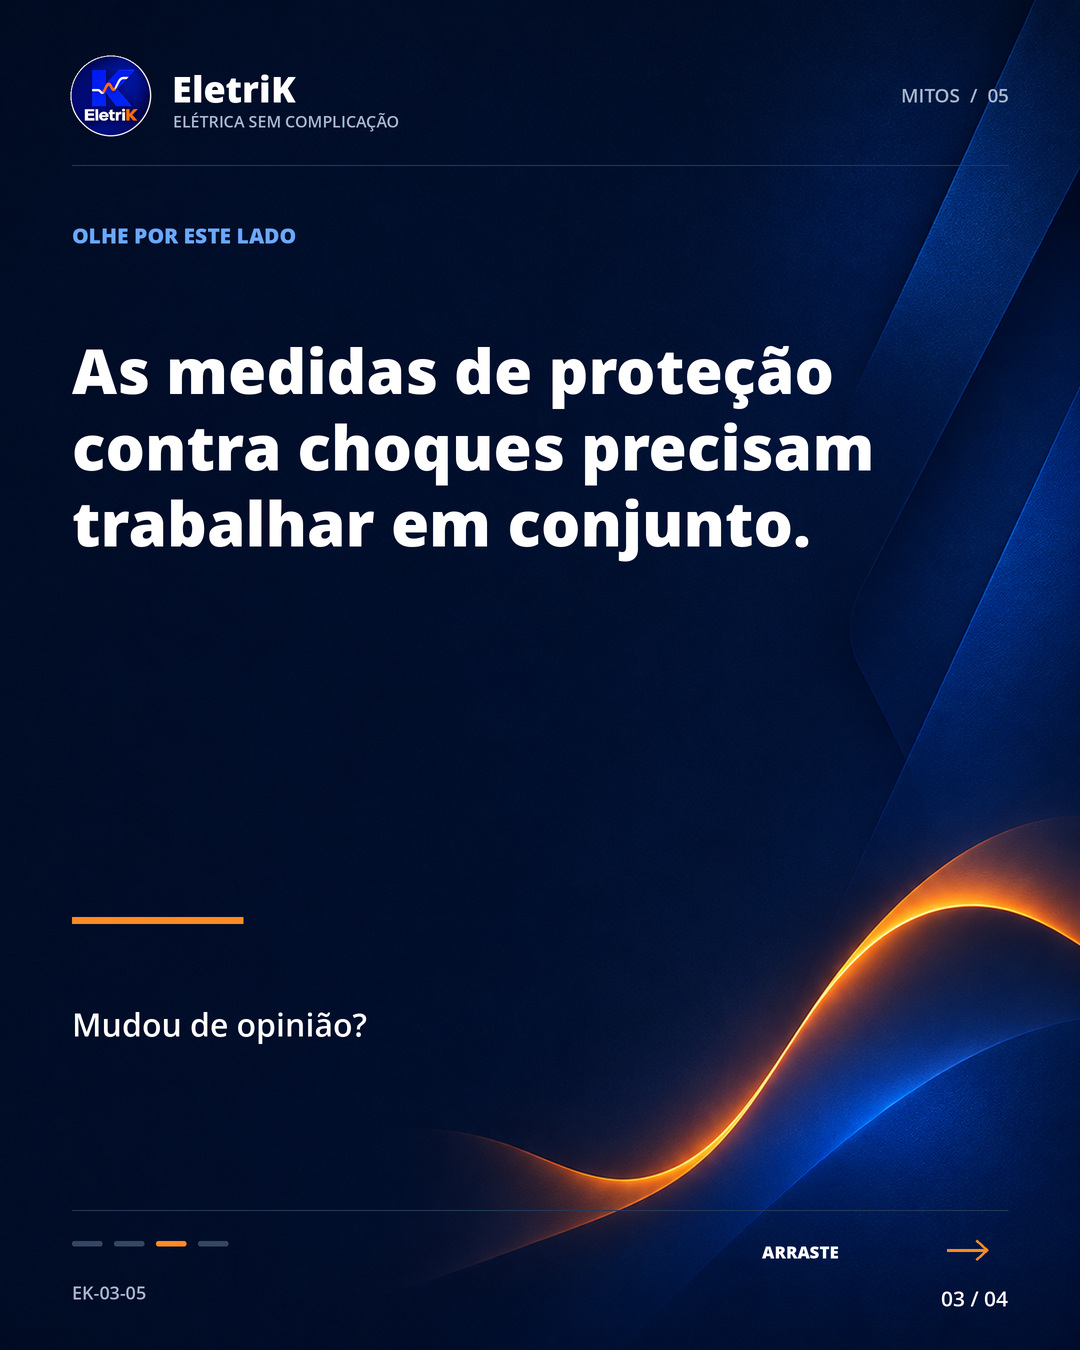 EletriK
EletriK
ELÉTRICA SEM COMPLICAÇÃO
MITOS / 05
OLHE POR ESTE LADO
As medidas de proteção
contra choques precisam
trabalhar em conjunto.
Mudou de opinião?
ARRASTE
EK-03-05
03 / 04